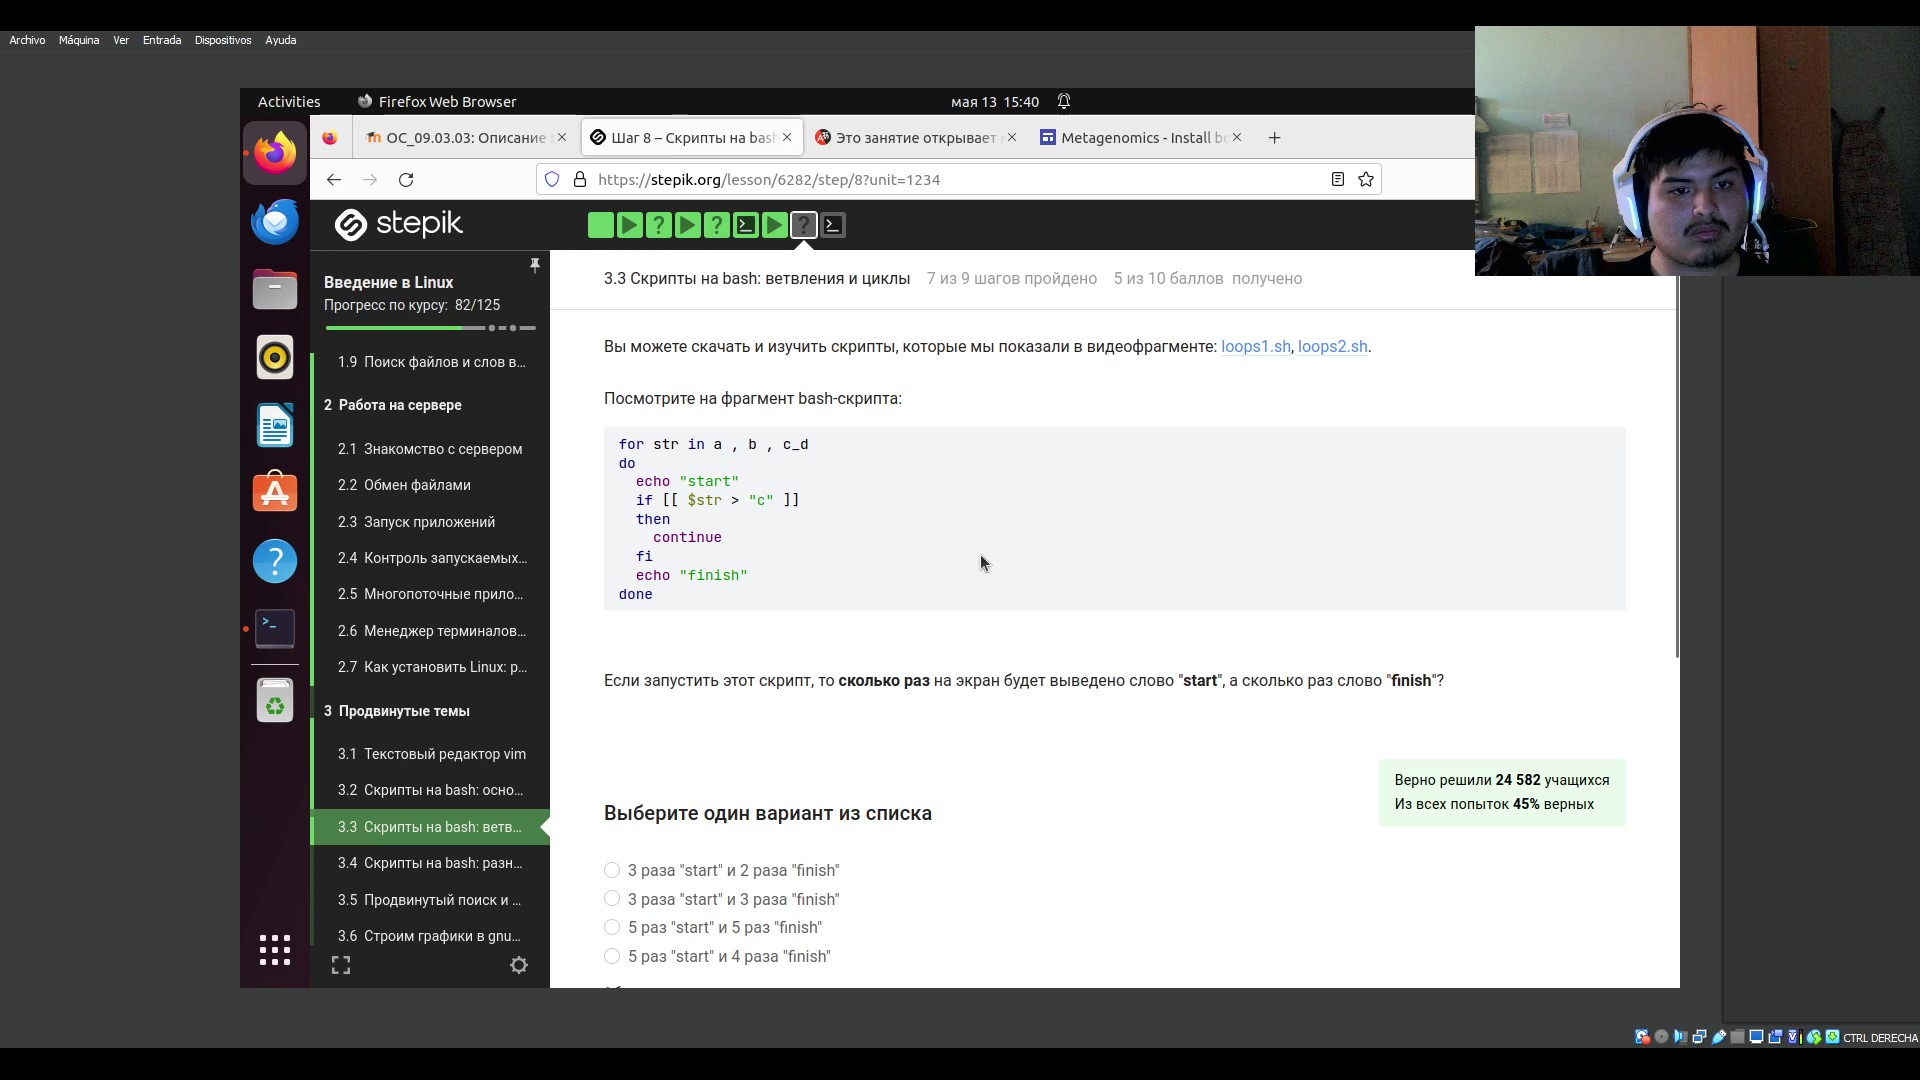 Archivo Máquina Ver Entrada Dispositivos Ayuda
Activities Firefox Web Browser мая 13 15:40
ОС_09.03.03: Описание Шаг 8 – Скрипты на bash Это занятие открывает Metagenomics - Install bo
https://stepik.org/lesson/6282/step/8?unit=1234
stepik
Введение в Linux
Прогресс по курсу: 82/125
1.9 Поиск файлов и слов в...
2 Работа на сервере
2.1 Знакомство с сервером
2.2 Обмен файлами
2.3 Запуск приложений
2.4 Контроль запускаемых...
2.5 Многопоточные прило...
2.6 Менеджер терминалов...
2.7 Как установить Linux: р...
3 Продвинутые темы
3.1 Текстовый редактор vim
3.2 Скрипты на bash: осно...
3.3 Скрипты на bash: ветв...
3.4 Скрипты на bash: разн...
3.5 Продвинутый поиск и ...
3.6 Строим графики в gnu...
3.3 Скрипты на bash: ветвления и циклы 7 из 9 шагов пройдено 5 из 10 баллов получено
Вы можете скачать и изучить скрипты, которые мы показали в видеофрагменте: loops1.sh, loops2.sh.
Посмотрите на фрагмент bash-скрипта:
for str in a , b , c_d
do
echo "start"
if [[ $str > "c" ]]
then
continue
fi
echo "finish"
done
Если запустить этот скрипт, то сколько раз на экран будет выведено слово "start", а сколько раз слово "finish"?
Верно решили 24 582 учащихся
Из всех попыток 45% верных
Выберите один вариант из списка
3 раза "start" и 2 раза "finish"
3 раза "start" и 3 раза "finish"
5 раз "start" и 5 раз "finish"
5 раз "start" и 4 раза "finish"
CTRL DERECHA